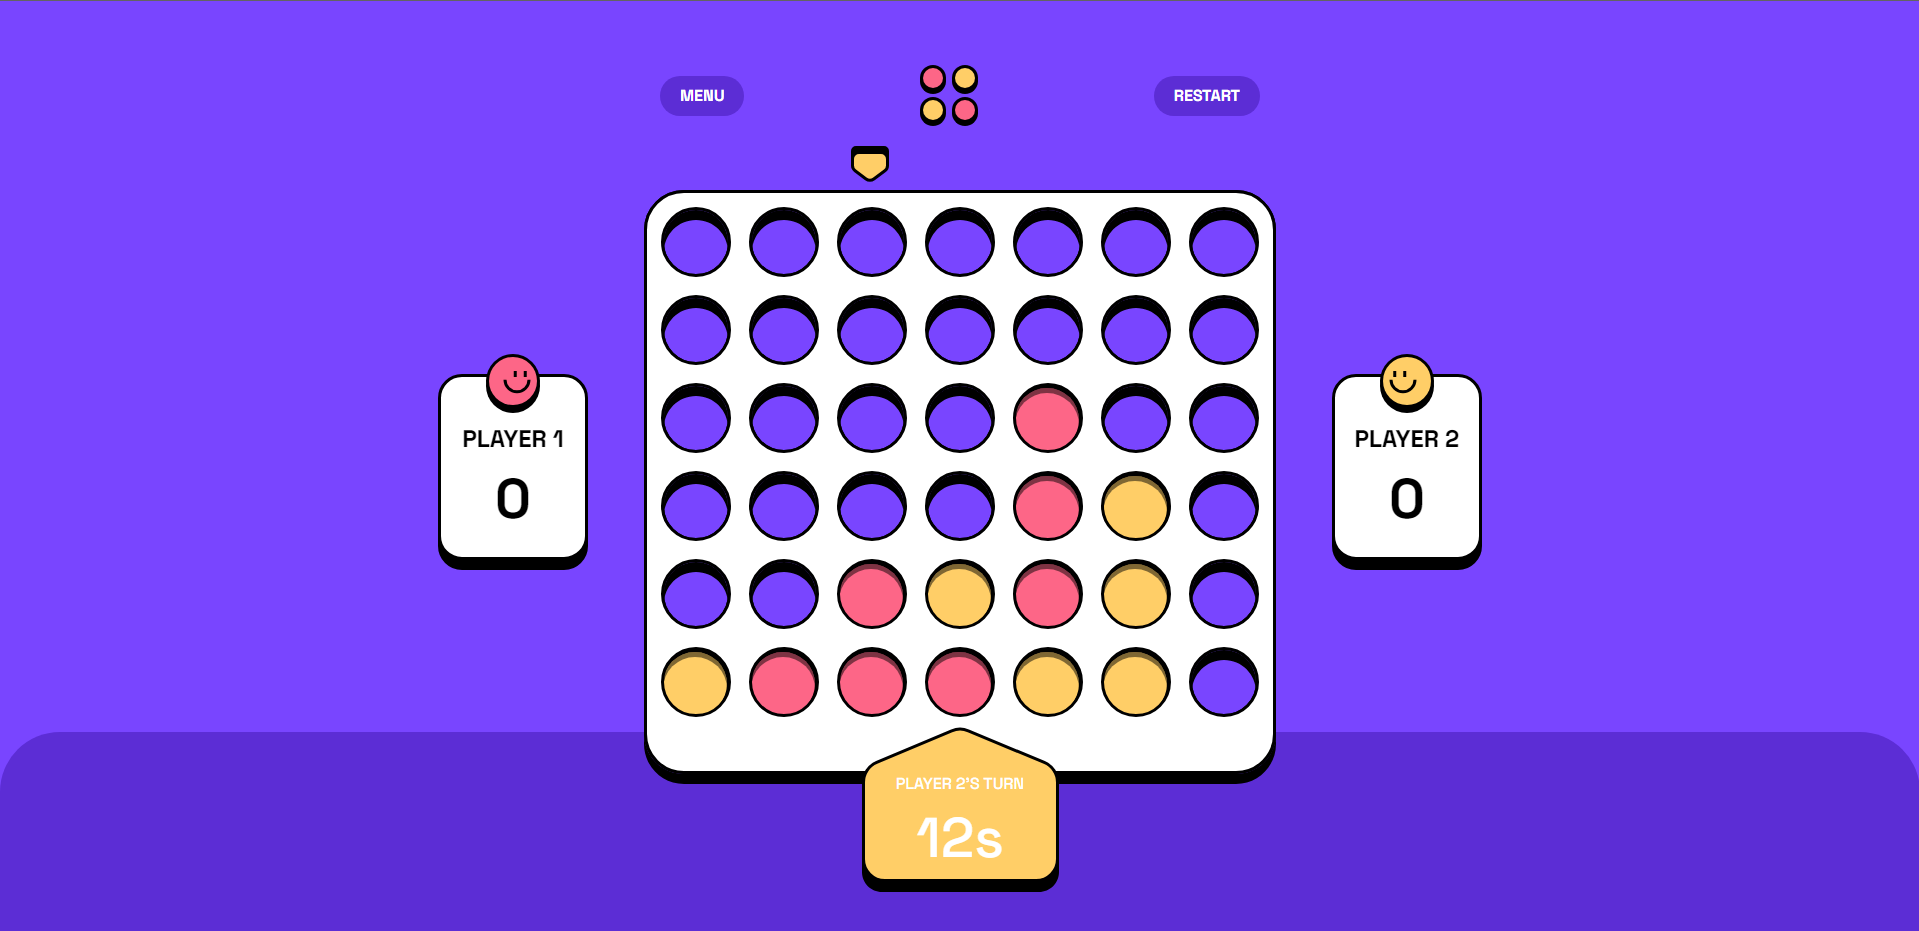 MENU
RESTART
PLAYER 1
0
PLAYER 2
0
PLAYER 2'S TURN
12s